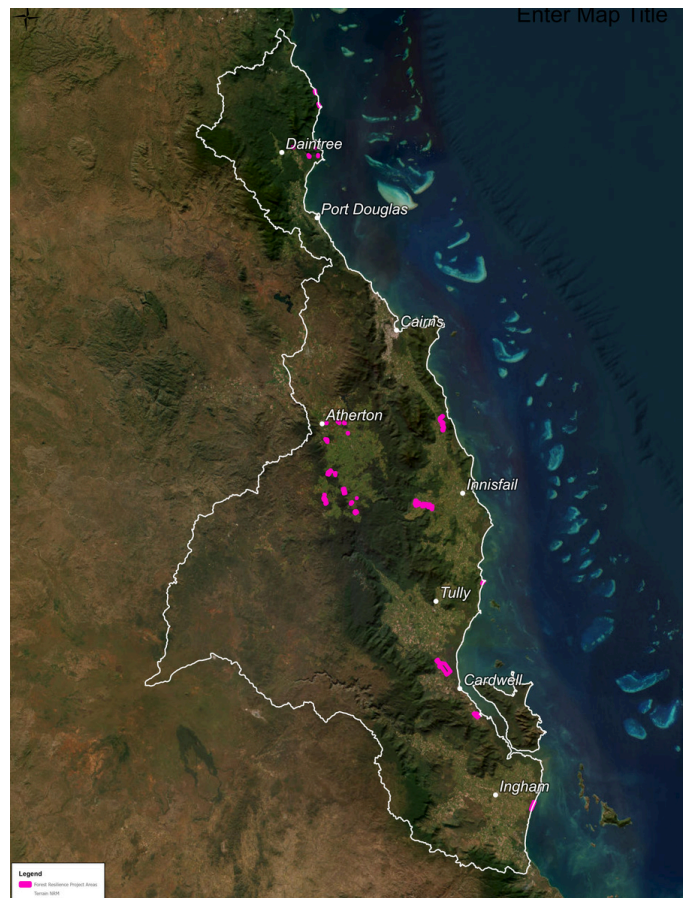 Enter Map Title
Daintree
Port Douglas
Cairns
Atherton
Innisfail
Tully
Cardwell
Ingham
Legend
Forest Resilience Project Areas
Terrain NRM